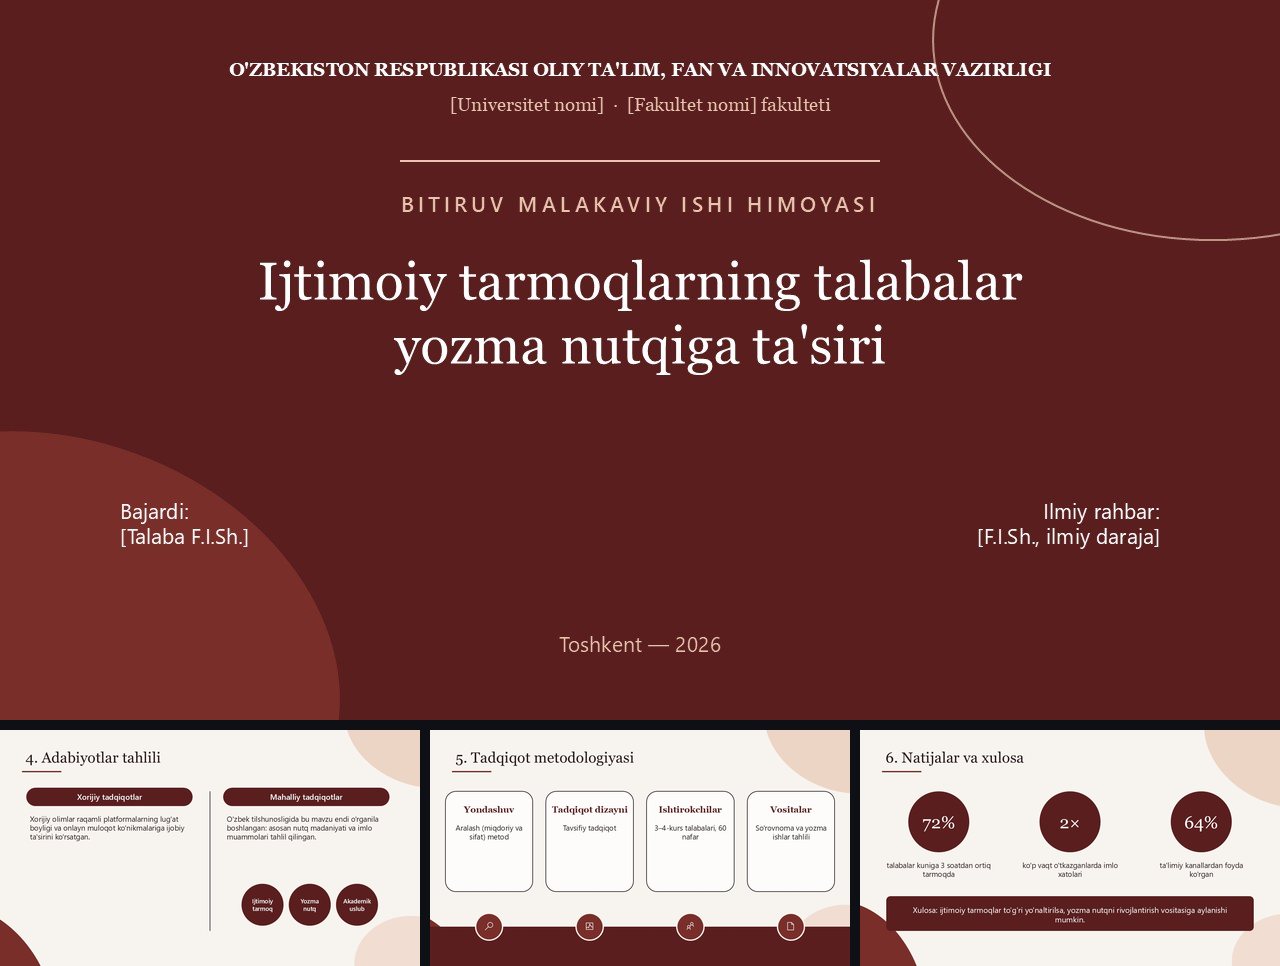 O'ZBEKISTON RESPUBLIKASI OLIY TA'LIM, FAN VA INNOVATSIYALAR VAZIRLIGI
[Universitet nomi] · [Fakultet nomi] fakulteti
BITIRUV MALAKAVIY ISHI HIMOYASI
Ijtimoiy tarmoqlarning talabalar
yozma nutqiga ta'siri
Bajardi:
[Talaba F.I.Sh.]
Ilmiy rahbar:
[F.I.Sh., ilmiy daraja]
Toshkent — 2026
4. Adabiyotlar tahlili
Xorijiy tadqiqotlar
Xorijiy olimlar raqamli platformalarning lug'at
boyligi va onlayn muloqot ko'nikmalariga ijobiy
ta'sirini ko'rsatgan.
Mahalliy tadqiqotlar
O'zbek tilshunosligida bu mavzu endi o'rganila
boshlangan: asosan nutq madaniyati va imlo
muammolari tahlil qilingan.
Ijtimoiy
tarmoq
Yozma
nutq
Akademik
uslub
5. Tadqiqot metodologiyasi
Yondashuv
Aralash (miqdoriy va
sifat) metod
Tadqiqot dizayni
Tavsifiy tadqiqot
Ishtirokchilar
3–4-kurs talabalari, 60
nafar
Vositalar
So'rovnoma va yozma
ishlar tahlili
6. Natijalar va xulosa
72%
talabalar kuniga 3 soatdan ortiq
tarmoqda
2×
ko'p vaqt o'tkazganlarda imlo
xatolari
64%
ta'limiy kanallardan foyda
ko'rgan
Xulosa: ijtimoiy tarmoqlar to'g'ri yo'naltirilsa, yozma nutqni rivojlantirish vositasiga aylanishi
mumkin.